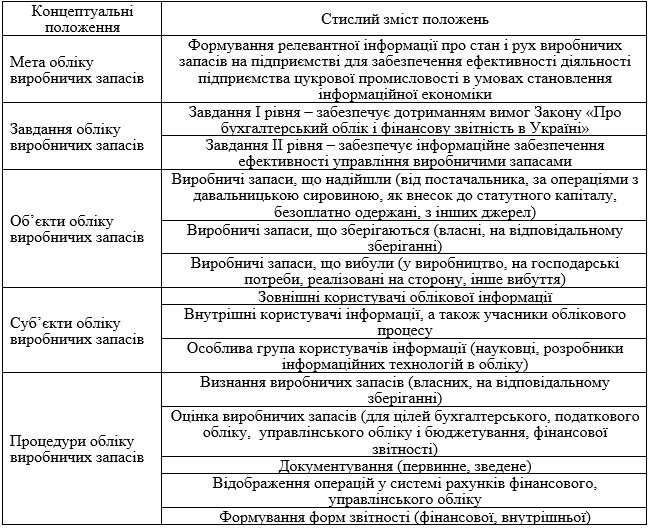 Концептуальні
положення
Стислий зміст положень
Мета обліку
виробничих запасів
Формування релевантної інформації про стан і рух виробничих
запасів на підприємстві для забезпечення ефективності діяльності
підприємства цукрової промисловості в умовах становлення
інформаційної економіки
Завдання обліку
виробничих запасів
Завдання І рівня – забезпечує дотриманням вимог Закону «Про
бухгалтерський облік і фінансову звітність в Україні»
Завдання ІІ рівня – забезпечує інформаційне забезпечення
ефективності управління виробничими запасами
Об’єкти обліку
виробничих запасів
Виробничі запаси, що надійшли (від постачальника, за операціями з
давальницькою сировиною, як внесок до статутного капіталу,
безоплатно одержані, з інших джерел)
Виробничі запаси, що зберігаються (власні, на відповідальному
зберіганні)
Виробничі запаси, що вибули (у виробництво, на господарські
потреби, реалізовані на сторону, інше вибуття)
Суб’єкти обліку
виробничих запасів
Зовнішні користувачі облікової інформації
Внутрішні користувачі інформації, а також учасники облікового
процесу
Особлива група користувачів інформації (науковці, розробники
інформаційних технологій в обліку)
Процедури обліку
виробничих запасів
Визнання виробничих запасів (власних, на відповідальному
зберіганні)
Оцінка виробничих запасів (для цілей бухгалтерського, податкового
обліку, управлінського обліку і бюджетування, фінансової
звітності)
Документування (первинне, зведене)
Відображення операцій у системі рахунків фінансового,
управлінського обліку
Формування форм звітності (фінансової, внутрішньої)